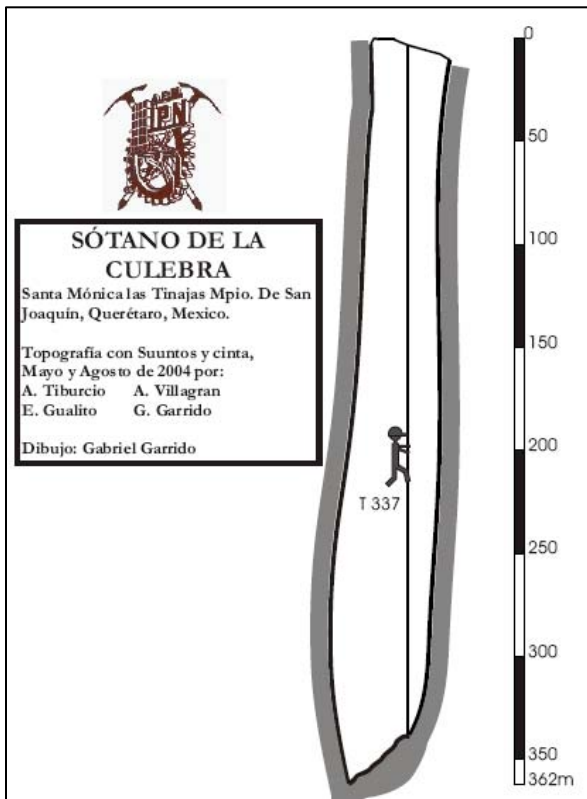 IPN
SÓTANO DE LA
CULEBRA
Santa Mónica las Tinajas Mpio. De San
Joaquín, Querétaro, Mexico.
Topografía con Suuntos y cinta,
Mayo y Agosto de 2004 por:
A. Tiburcio A. Villagran
E. Gualito G. Garrido
Dibujo: Gabriel Garrido
T 337
0
50
100
150
200
250
300
350
362m